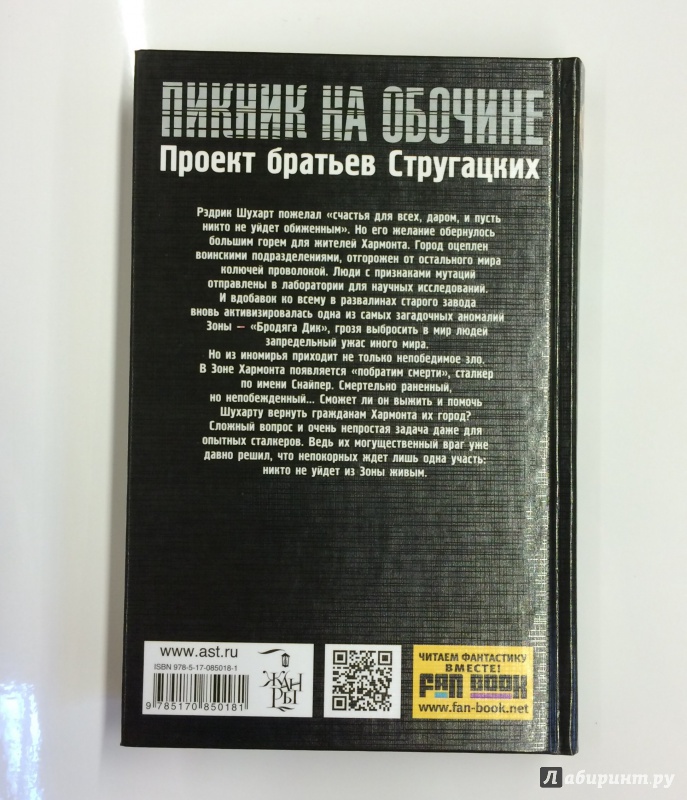 ПИКНИК НА ОБОЧИНЕ
Проект братьев Стругацких
Рэдрик Шухарт пожелал «счастья для всех, даром, и пусть
никто не уйдет обиженным». Но его желание обернулось
большим горем для жителей Хармонта. Город оцеплен
воинскими подразделениями, отгорожен от остального мира
колючей проволокой. Люди с признаками мутаций
отправлены в лаборатории для научных исследований.
И вдобавок ко всему в развалинах старого завода
вновь активизировалась одна из самых загадочных аномалий
Зоны – «Бродяга Дик», грозя выбросить в мир людей
запредельный ужас иного мира.
Но из иномирья приходит не только непобедимое зло.
В Зоне Хармонта появляется «побратим смерти», сталкер
по имени Снайпер. Смертельно раненный,
но непобежденный... Сможет ли он выжить и помочь
Шухарту вернуть гражданам Хармонта их город?
Сложный вопрос и очень непростая задача даже для
опытных сталкеров. Ведь их могущественный враг уже
давно решил, что непокорных ждет лишь одна участь:
никто не уйдет из Зоны живым.
www.ast.ru
ISBN 978-5-17-085018-1
9785170850181
ЖАНРЫ
ЧИТАЕМ ФАНТАСТИКУ
ВМЕСТЕ!
FAN BOOK
www.fan-book.net
Лабиринт.ру